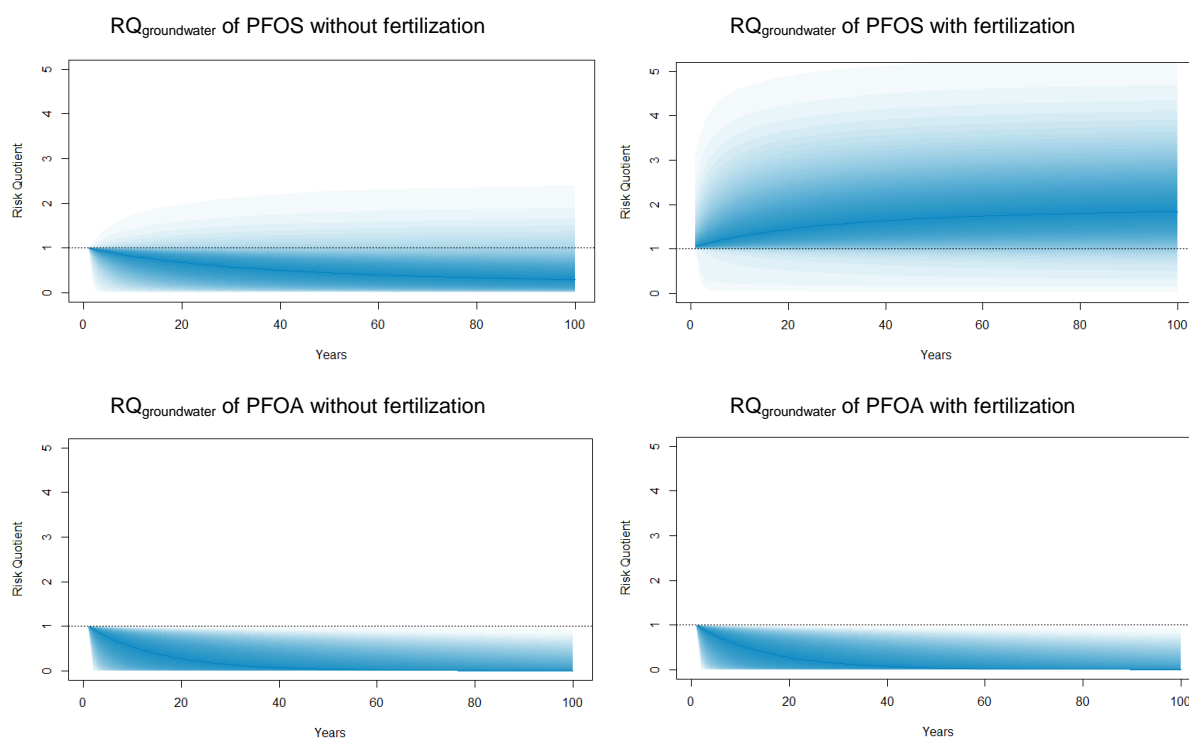 RQgroundwater of PFOS without fertilization
Risk Quotient
5
4
3
2
1
0
0 20 40 60 80 100
Years
RQgroundwater of PFOS with fertilization
Risk Quotient
5
4
3
2
1
0
0 20 40 60 80 100
Years
RQgroundwater of PFOA without fertilization
Risk Quotient
5
4
3
2
1
0
0 20 40 60 80 100
Years
RQgroundwater of PFOA with fertilization
Risk Quotient
5
4
3
2
1
0
0 20 40 60 80 100
Years